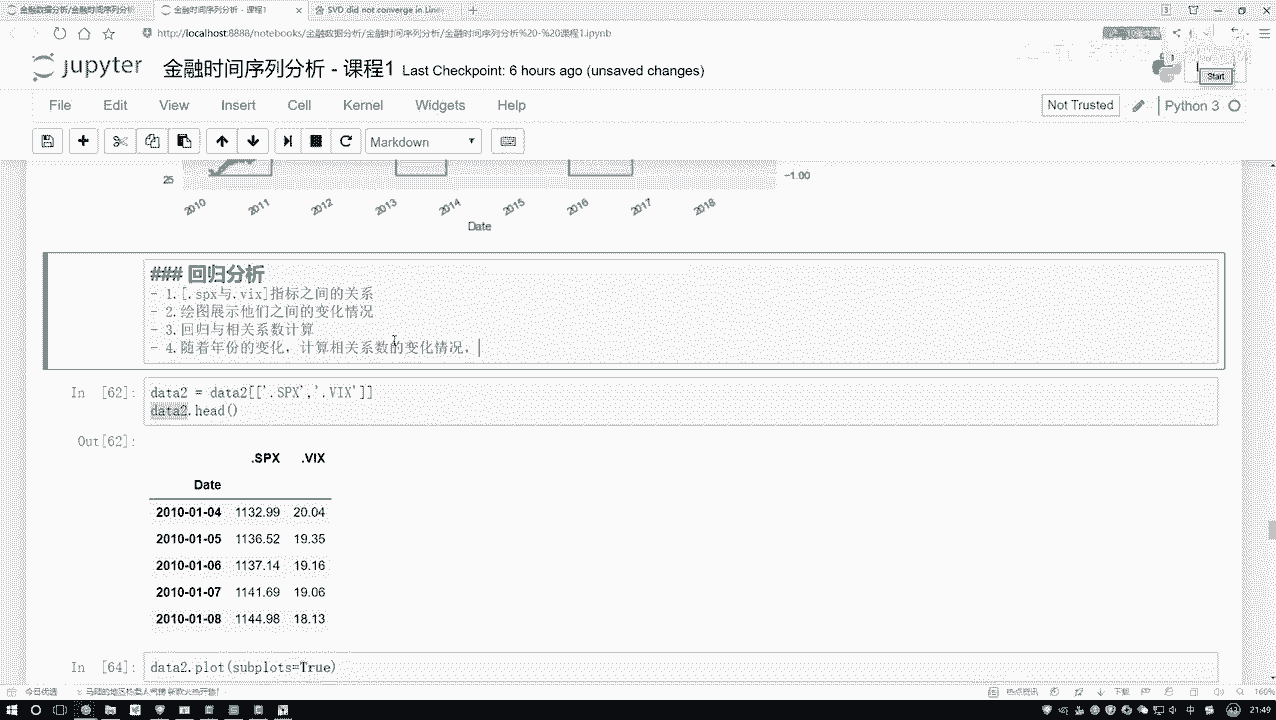 金融数据分析/金融时间序列分析
金融时间序列分析 - 课程1
SVD did not converge in Line
http://localhost:8888/notebooks/金融数据分析/金融时间序列分析/金融时间序列分析%20-%20课程1.ipynb
jupyter 金融时间序列分析 - 课程1 Last Checkpoint: 6 hours ago (unsaved changes)
Start
File Edit View Insert Cell Kernel Widgets Help
Not Trusted
Python 3
Markdown
25
−1.00
2010 2011 2012 2013 2014 2015 2016 2017 2018
Date
### 回归分析
- 1.[.spx与.vix]指标之间的关系
- 2.绘图展示他们之间的变化情况
- 3.回归与相关系数计算
- 4.随着年份的变化，计算相关系数的变化情况，
In [62]: data2 = data2[['.SPX','.VIX']]
data2.head()
Out[62]:
.SPX .VIX
Date
2010-01-04 1132.99 20.04
2010-01-05 1136.52 19.35
2010-01-06 1137.14 19.16
2010-01-07 1141.69 19.06
2010-01-08 1144.98 18.13
In [64]: data2.plot(subplots=True)
今日优选
热点资讯
下载
160%
中
21:49